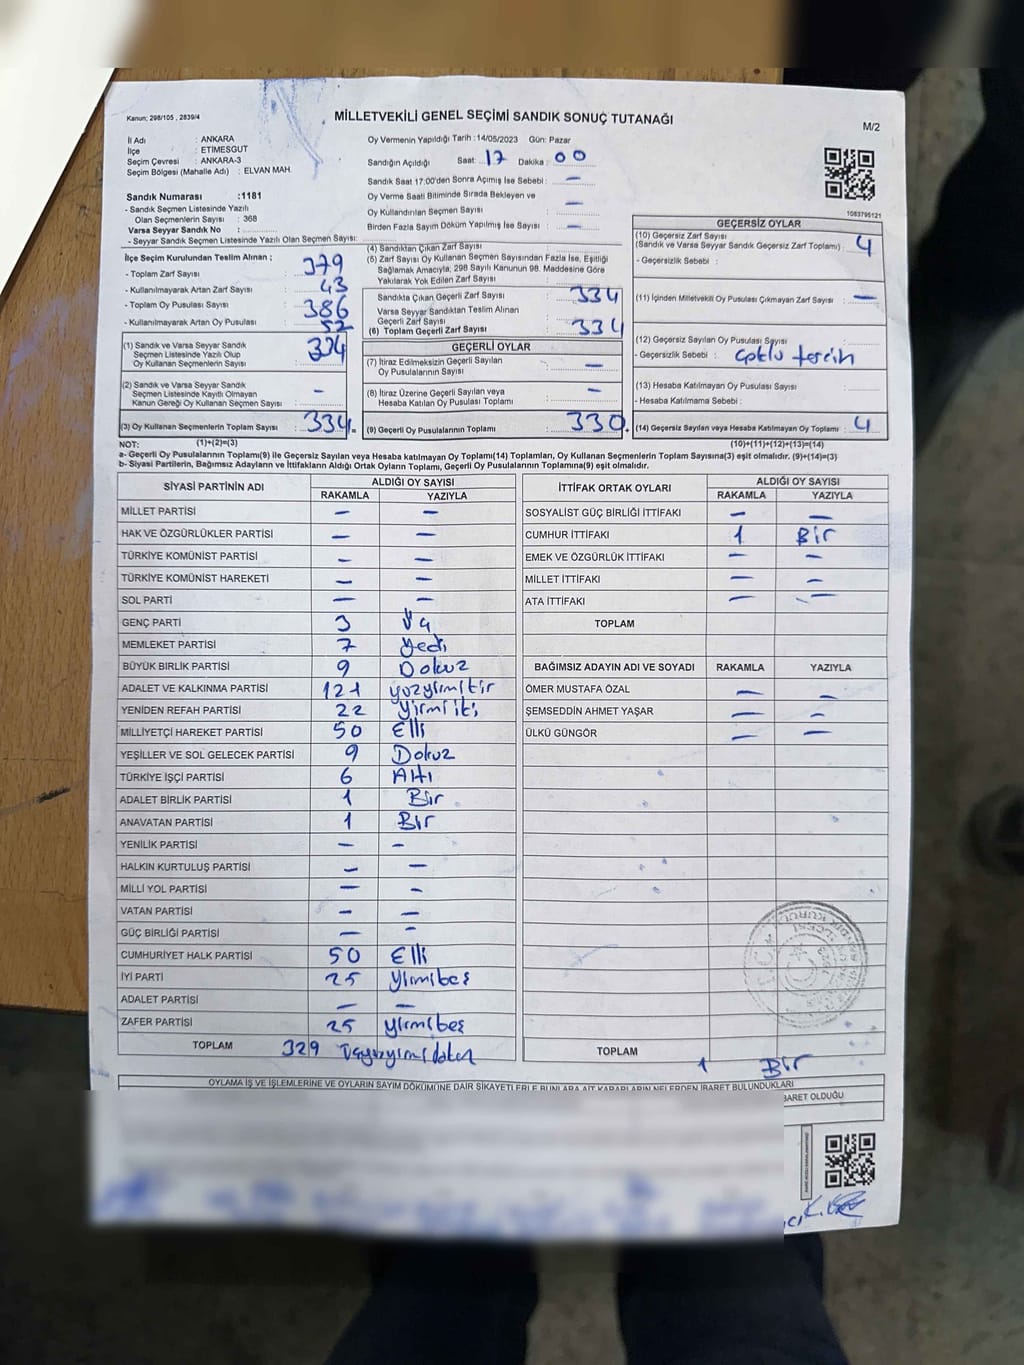 Kanun; 298/105 , 2839/4
MİLLETVEKİLİ GENEL SEÇİMİ SANDIK SONUÇ TUTANAĞI
M/2
İl Adı : ANKARA
İlçe : ETİMESGUT
Seçim Çevresi : ANKARA-3
Seçim Bölgesi (Mahalle Adı) : ELVAN MAH.
Sandık Numarası :1181
- Sandık Seçmen Listesinde Yazılı
Olan Seçmenlerin Sayısı : 368
Varsa Seyyar Sandık No :
- Seyyar Sandık Seçmen Listesinde Yazılı Olan Seçmen Sayısı:
İlçe Seçim Kurulundan Teslim Alınan ;
- Toplam Zarf Sayısı : 379
- Kullanılmayarak Artan Zarf Sayısı : 43
- Toplam Oy Pusulası Sayısı : 386
- Kullanılmayarak Artan Oy Pusulası : 52
(1) Sandık ve Varsa Seyyar Sandık
Seçmen Listesinde Yazılı Olup
Oy Kullanan Seçmenlerin Sayısı : 334
(2) Sandık ve Varsa Seyyar Sandık
Seçmen Listesinde Kayıtlı Olmayan
Kanun Gereği Oy Kullanan Seçmen Sayısı : –
(3) Oy Kullanan Seçmenlerin Toplam Sayısı : 334.
Oy Vermenin Yapıldığı Tarih : 14/05/2023 Gün: Pazar
Sandığın Açıldığı Saat: 17 Dakika : 00
Sandık Saat 17:00'den Sonra Açılmış İse Sebebi : –
Oy Verme Saati Bitiminde Sırada Bekleyen ve
Oy Kullandırılan Seçmen Sayısı : –
Birden Fazla Sayım Döküm Yapılmış İse Sayısı : –
(4) Sandıktan Çıkan Zarf Sayısı :
(5) Zarf Sayısı Oy Kullanan Seçmen Sayısından Fazla İse, Eşitliği
Sağlamak Amacıyla; 298 Sayılı Kanunun 98. Maddesine Göre
Yakılarak Yok Edilen Zarf Sayısı :
Sandıkta Çıkan Geçerli Zarf Sayısı : 334
Varsa Seyyar Sandıktan Teslim Alınan
Geçerli Zarf Sayısı :
(6) Toplam Geçerli Zarf Sayısı : 334
GEÇERLİ OYLAR
(7) İtiraz Edilmeksizin Geçerli Sayılan
Oy Pusulalarının Sayısı : –
(8) İtiraz Üzerine Geçerli Sayılan veya
Hesaba Katılan Oy Pusulası Toplamı : –
(9) Geçerli Oy Pusulalarının Toplamı : 330.
1083795121
GEÇERSİZ OYLAR
(10) Geçersiz Zarf Sayısı
(Sandık ve Varsa Seyyar Sandık Geçersiz Zarf Toplamı) : 4
- Geçersizlik Sebebi :
(11) İçinden Milletvekili Oy Pusulası Çıkmayan Zarf Sayısı : –
(12) Geçersiz Sayılan Oy Pusulası Sayısı :
- Geçersizlik Sebebi : çoklu tercih
(13) Hesaba Katılmayan Oy Pusulası Sayısı :
- Hesaba Katılmama Sebebi :
(14) Geçersiz Sayılan veya Hesaba Katılmayan Oy Toplamı : 4
NOT: (1)+(2)=(3) (10)+(11)+(12)+(13)=(14)
a- Geçerli Oy Pusulalarının Toplamı(9) ile Geçersiz Sayılan veya Hesaba katılmayan Oy Toplamı(14) Toplamları, Oy Kullanan Seçmenlerin Toplam Sayısına(3) eşit olmalıdır. (9)+(14)=(3)
b- Siyasi Partilerin, Bağımsız Adayların ve İttifakların Aldığı Ortak Oyların Toplamı, Geçerli Oy Pusulalarının Toplamına(9) eşit olmalıdır.
SİYASİ PARTİNİN ADI ALDIĞI OY SAYISI
RAKAMLA YAZIYLA
MİLLET PARTİSİ – –
HAK VE ÖZGÜRLÜKLER PARTİSİ – –
TÜRKİYE KOMÜNİST PARTİSİ – –
TÜRKİYE KOMÜNİST HAREKETİ – –
SOL PARTİ – –
GENÇ PARTİ 3
MEMLEKET PARTİSİ 7 Yedi
BÜYÜK BİRLİK PARTİSİ 9 Dokuz
ADALET VE KALKINMA PARTİSİ 121 yüzyirmibir
YENİDEN REFAH PARTİSİ 22 Yirmiiki
MİLLİYETÇİ HAREKET PARTİSİ 50 Elli
YEŞİLLER VE SOL GELECEK PARTİSİ 9 Dokuz
TÜRKİYE İŞÇİ PARTİSİ 6 Altı
ADALET BİRLİK PARTİSİ 1 Bir
ANAVATAN PARTİSİ 1 Bir
YENİLİK PARTİSİ – –
HALKIN KURTULUŞ PARTİSİ – –
MİLLİ YOL PARTİSİ – –
VATAN PARTİSİ – –
GÜÇ BİRLİĞİ PARTİSİ – –
CUMHURİYET HALK PARTİSİ 50 Elli
İYİ PARTİ 25 Yirmibeş
ADALET PARTİSİ – –
ZAFER PARTİSİ 25 yirmibeş
TOPLAM 329
İTTİFAK ORTAK OYLARI ALDIĞI OY SAYISI
RAKAMLA YAZIYLA
SOSYALİST GÜÇ BİRLİĞİ İTTİFAKI – –
CUMHUR İTTİFAKI 1 Bir
EMEK VE ÖZGÜRLÜK İTTİFAKI – –
MİLLET İTTİFAKI – –
ATA İTTİFAKI – –
TOPLAM
BAĞIMSIZ ADAYIN ADI VE SOYADI RAKAMLA YAZIYLA
ÖMER MUSTAFA ÖZAL – –
ŞEMSEDDİN AHMET YAŞAR – –
ÜLKÜ GÜNGÖR – –
TOPLAM 1 Bir
OYLAMA İŞ VE İŞLEMLERİNE VE OYLARIN SAYIM DÖKÜMÜNE DAİR ŞİKAYETLERLE BUNLARA AİT KARARLARIN NELERDEN İBARET BULUNDUKLARI
BARET OLDUĞU